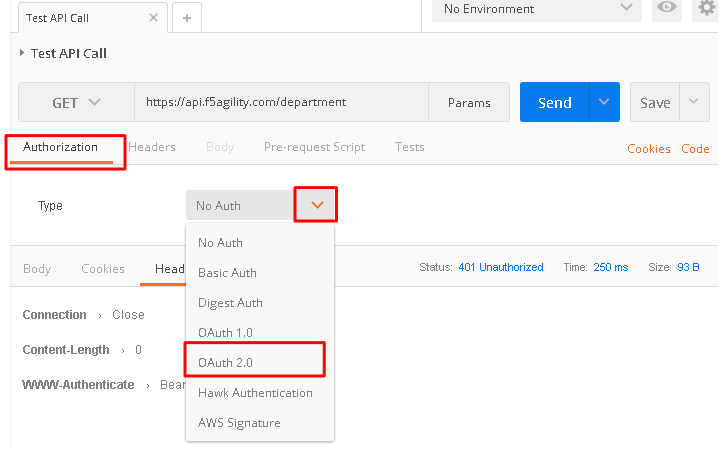 Test API Call
No Environment
Test API Call
GET https://api.f5agility.com/department Params Send Save
Authorization Headers Body Pre-request Script Tests Cookies Code
Type No Auth
No Auth
Basic Auth
Digest Auth
OAuth 1.0
OAuth 2.0
Hawk Authentication
AWS Signature
Body Cookies Head Status: 401 Unauthorized Time: 250 ms Size: 93 B
Connection › Close
Content-Length › 0
WWW-Authenticate › Bear